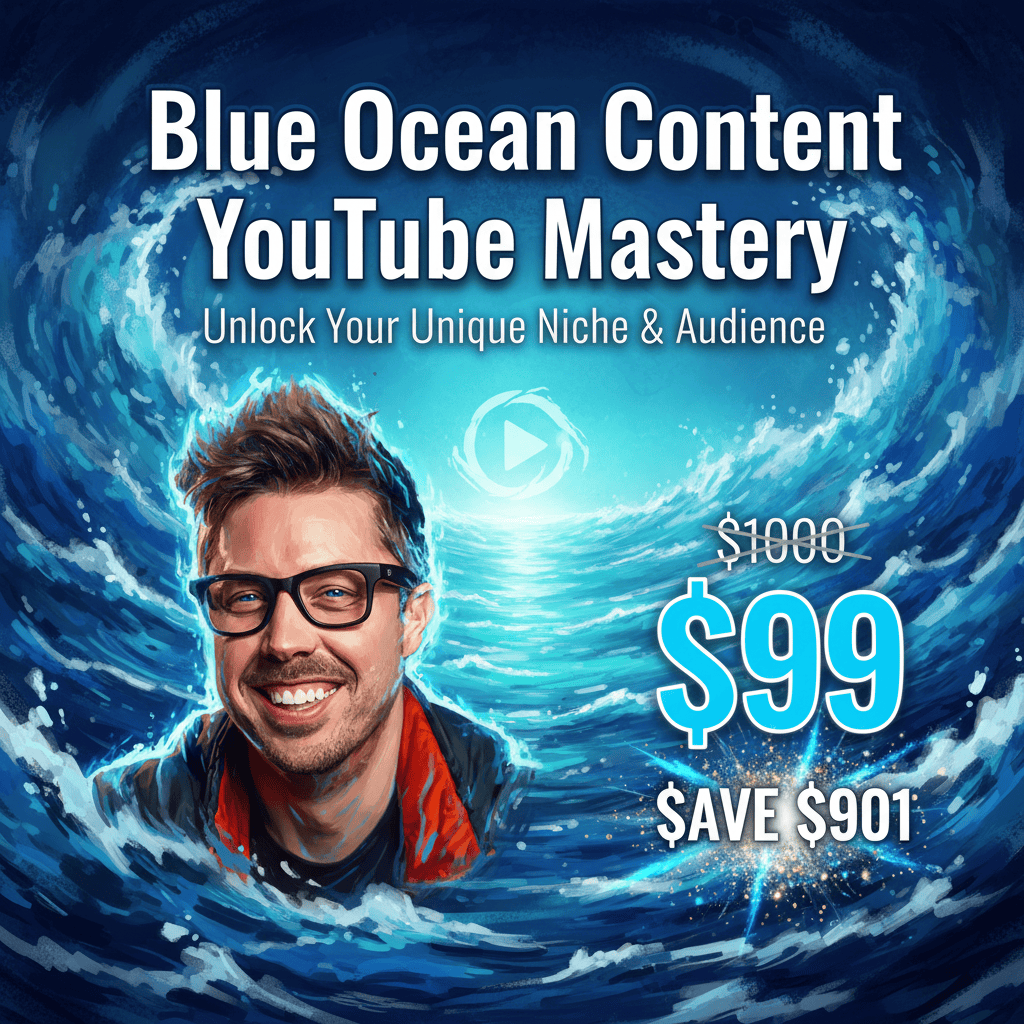 Blue Ocean Content
YouTube Mastery
Unlock Your Unique Niche & Audience
$1000
$99
$AVE $901